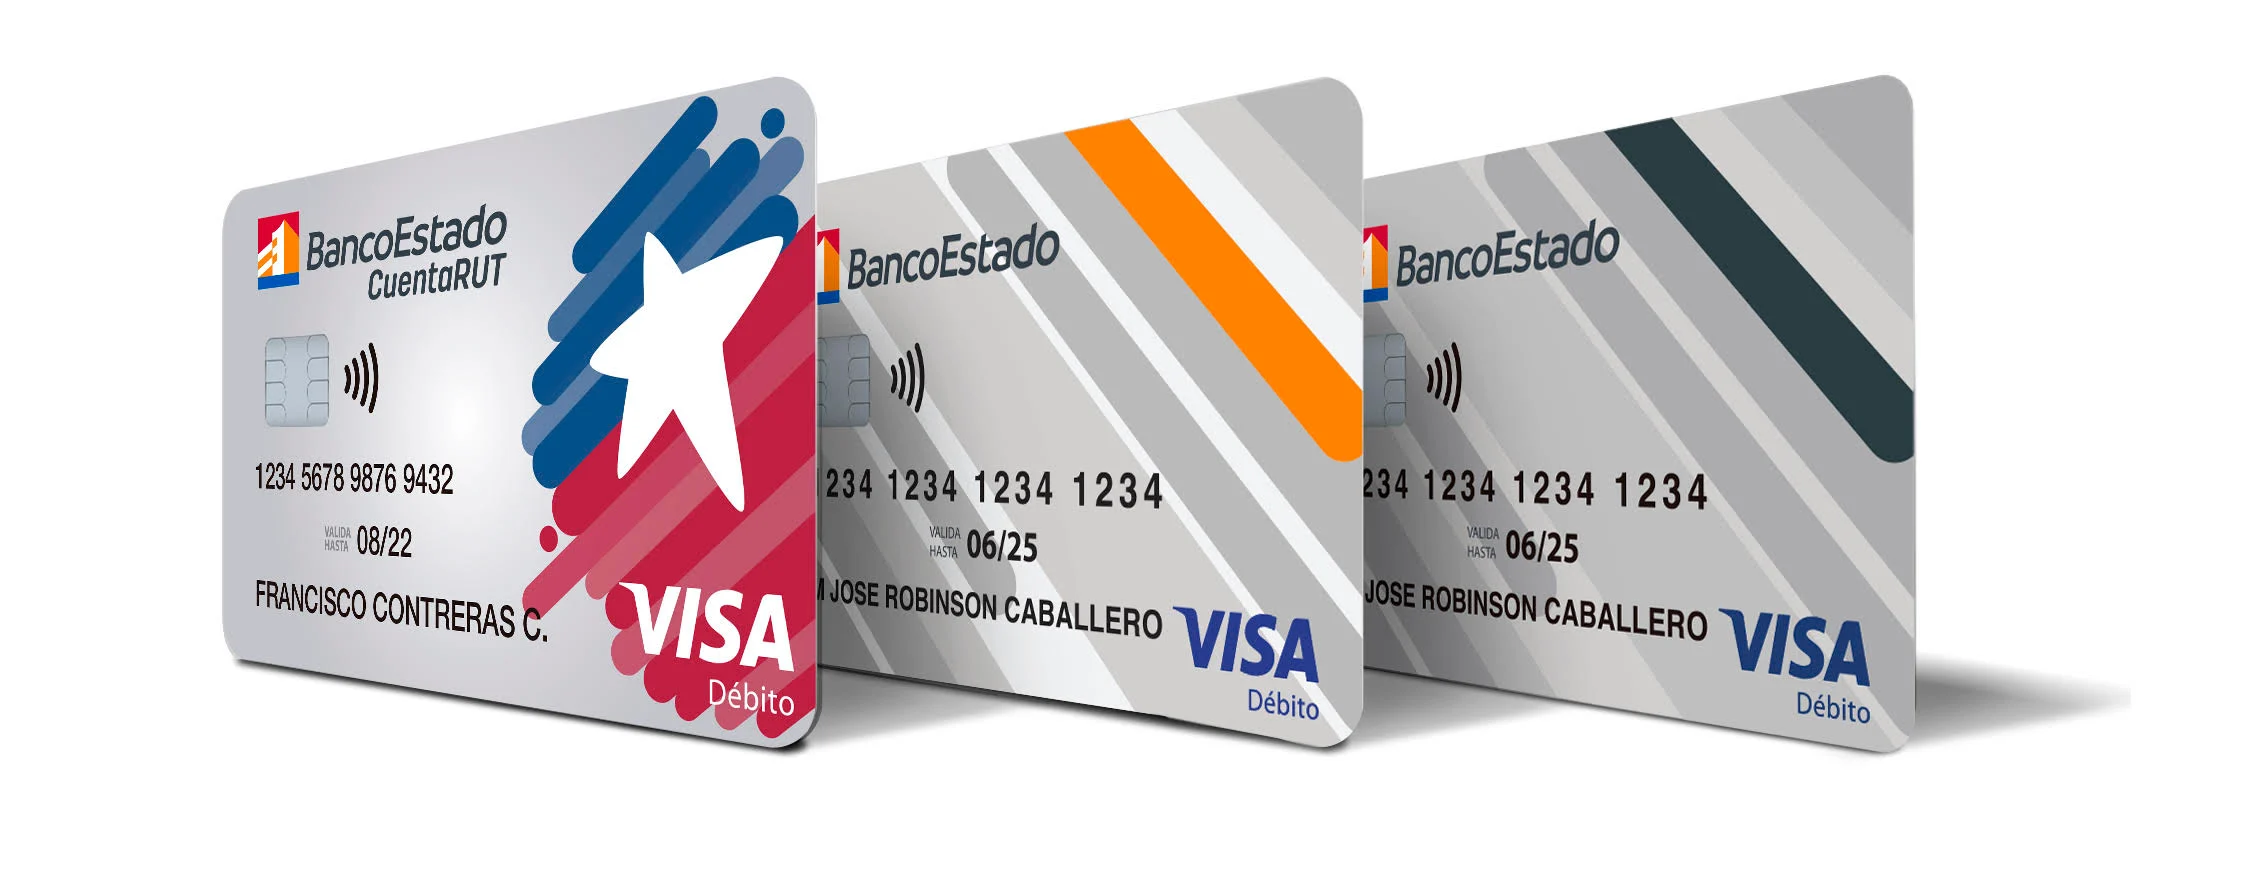 BancoEstado
CuentaRUT
1234 5678 9876 9432
VALIDA
HASTA 08/22
FRANCISCO CONTRERAS C.
VISA
Débito
BancoEstado
234 1234 1234 1234
VALIDA
HASTA 06/25
JOSE ROBINSON CABALLERO
VISA
Débito
BancoEstado
234 1234 1234 1234
VALIDA
HASTA 06/25
JOSE ROBINSON CABALLERO
VISA
Débito